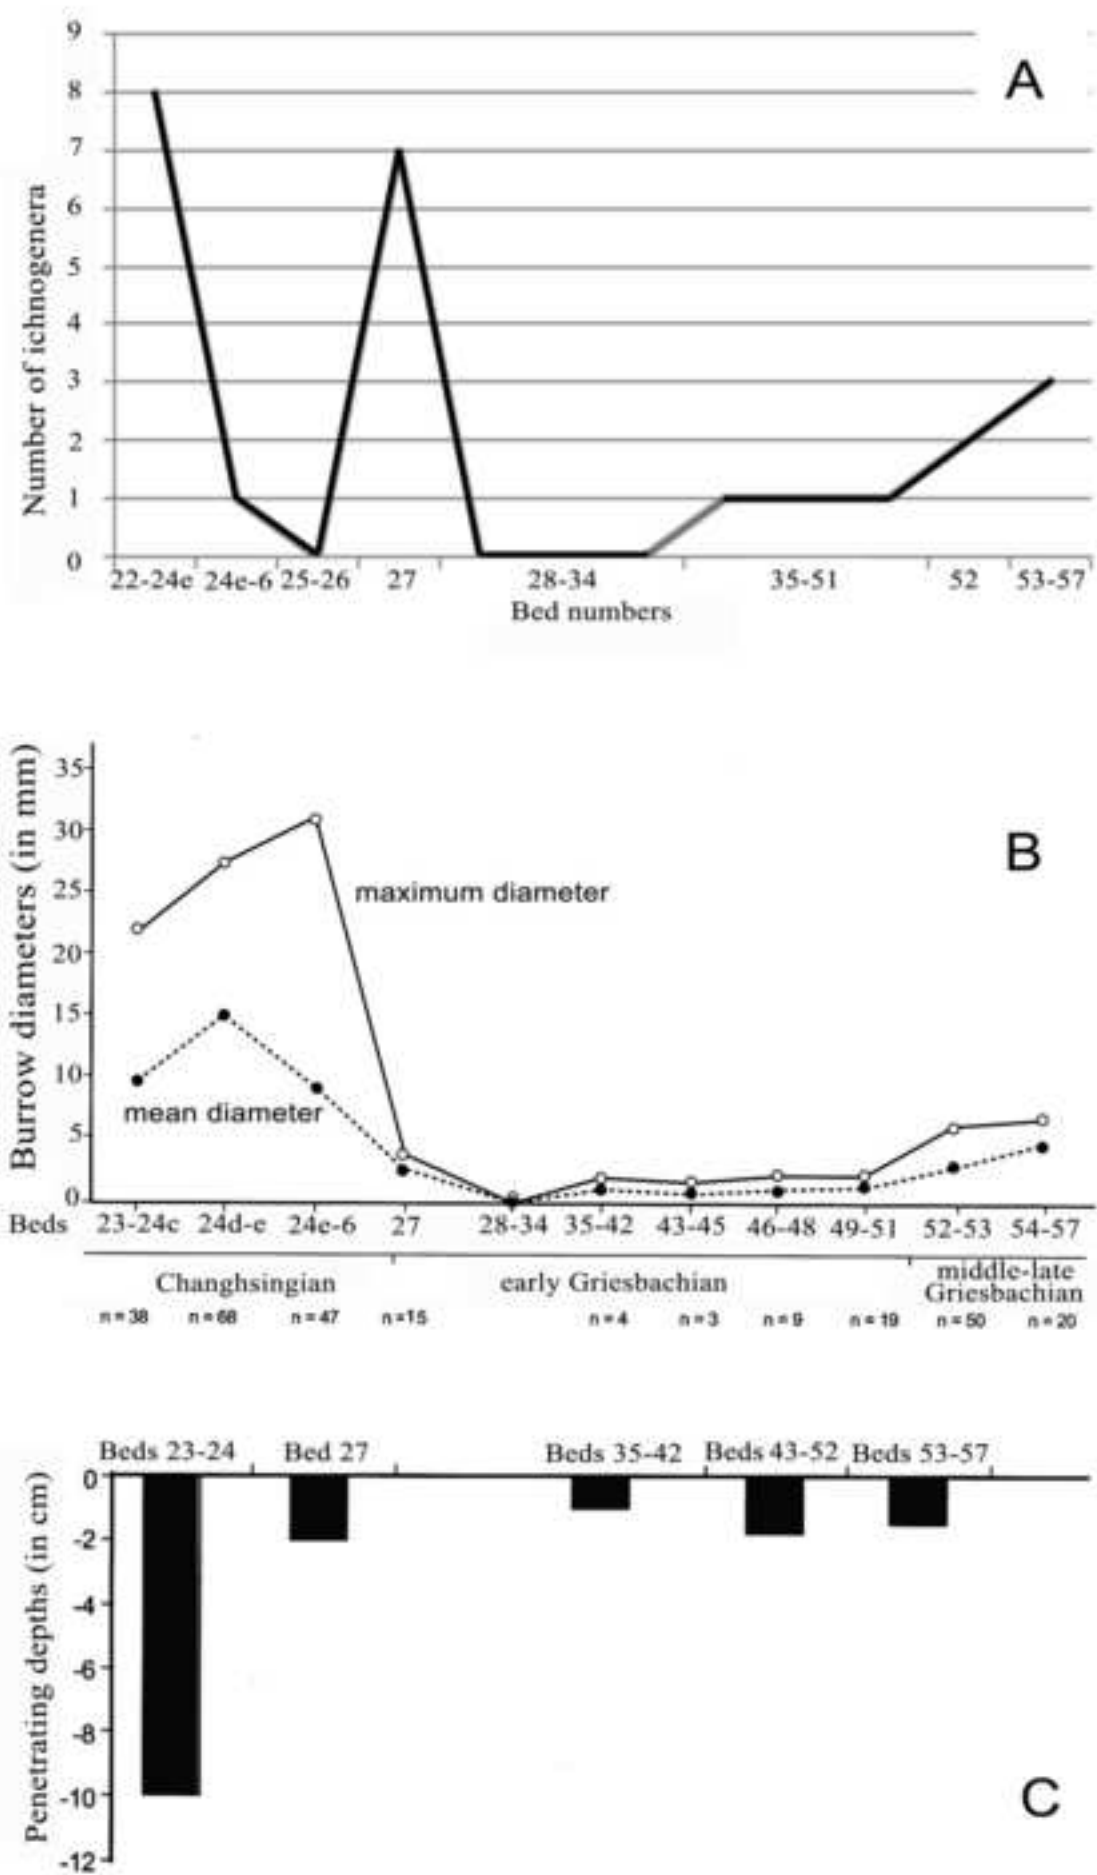 9
A
8
7
6
5
4
3
2
1
0
Number of ichnogenera
22-24e 24e-6 25-26 27 28-34 35-51 52 53-57
Bed numbers
35
30
25
20
15
10
5
0
Burrow diameters (in mm)
B
maximum diameter
mean diameter
Beds 23-24c 24d-e 24e-6 27 28-34 35-42 43-45 46-48 49-51 52-53 54-57
Changhsingian early Griesbachian middle-late
Griesbachian
n=38 n=68 n=47 n=15 n=4 n=3 n=9 n=19 n=50 n=20
Beds 23-24 Bed 27 Beds 35-42 Beds 43-52 Beds 53-57
0
-2
-4
-6
-8
-10
-12
Penetrating depths (in cm)
C